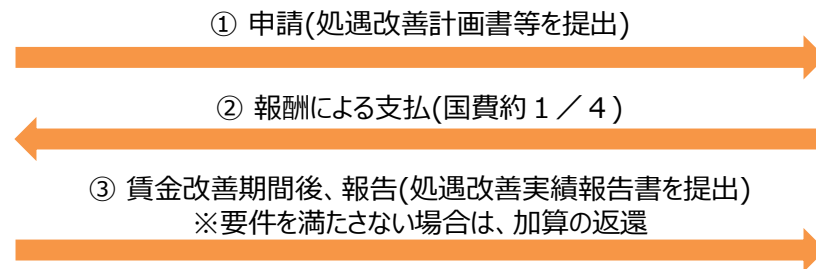 ① 申請(処遇改善計画書等を提出)
② 報酬による支払(国費約１／４)
③ 賃金改善期間後、報告(処遇改善実績報告書を提出)
※要件を満たさない場合は、加算の返還